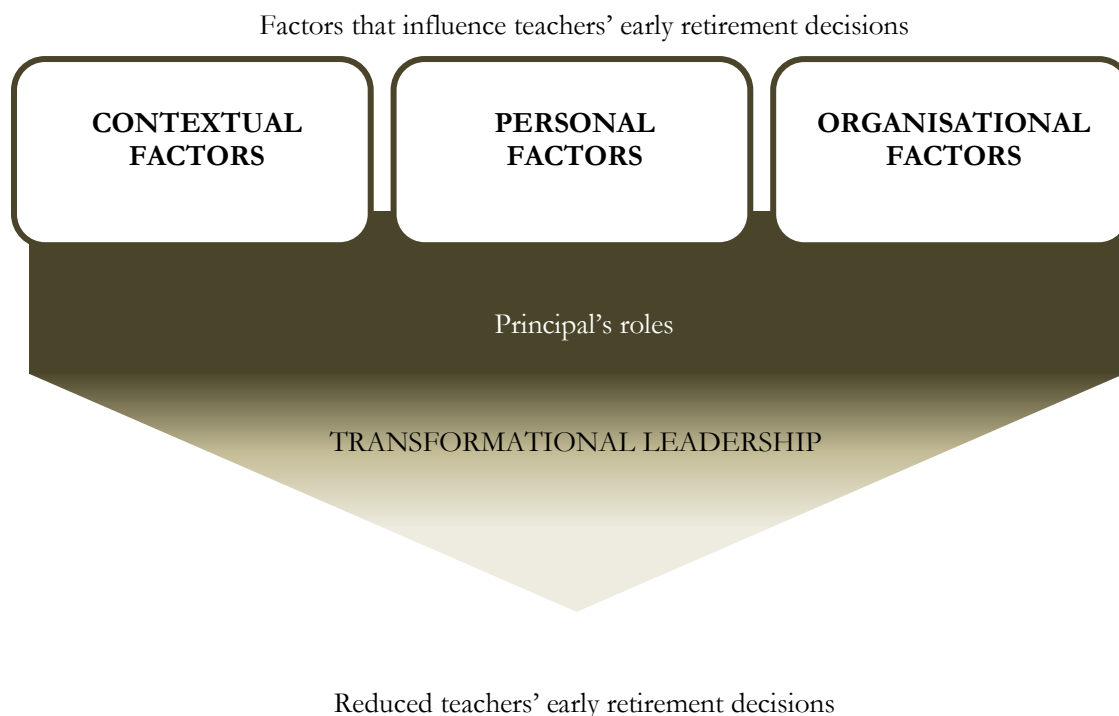 Factors that influence teachers’ early retirement decisions
CONTEXTUAL
FACTORS
PERSONAL
FACTORS
ORGANISATIONAL
FACTORS
Principal’s roles
TRANSFORMATIONAL LEADERSHIP
Reduced teachers’ early retirement decisions